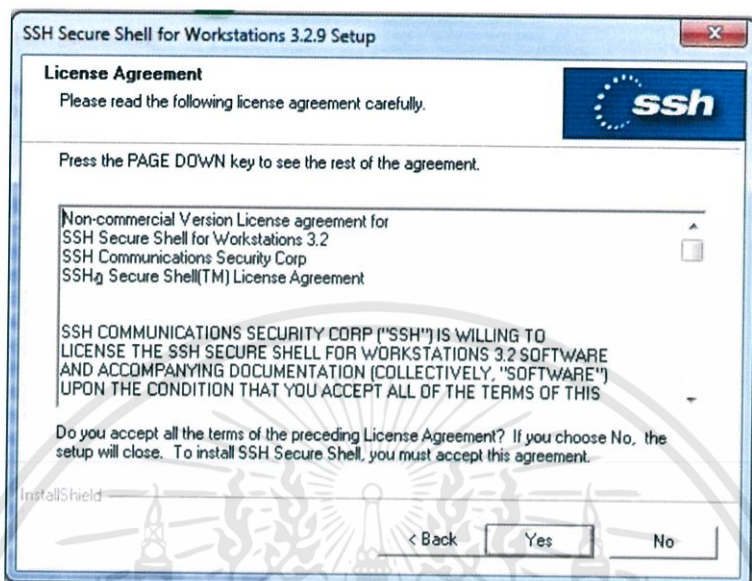 SSH Secure Shell for Workstations 3.2.9 Setup
License Agreement
Please read the following license agreement carefully.
ssh
Press the PAGE DOWN key to see the rest of the agreement.
Non-commercial Version License agreement for
SSH Secure Shell for Workstations 3.2
SSH Communications Security Corp
SSHฎ Secure Shell(TM) License Agreement
SSH COMMUNICATIONS SECURITY CORP ("SSH") IS WILLING TO
LICENSE THE SSH SECURE SHELL FOR WORKSTATIONS 3.2 SOFTWARE
AND ACCOMPANYING DOCUMENTATION (COLLECTIVELY, "SOFTWARE")
UPON THE CONDITION THAT YOU ACCEPT ALL OF THE TERMS OF THIS
Do you accept all the terms of the preceding License Agreement? If you choose No, the
setup will close. To install SSH Secure Shell, you must accept this agreement.
InstallShield
< Back Yes No